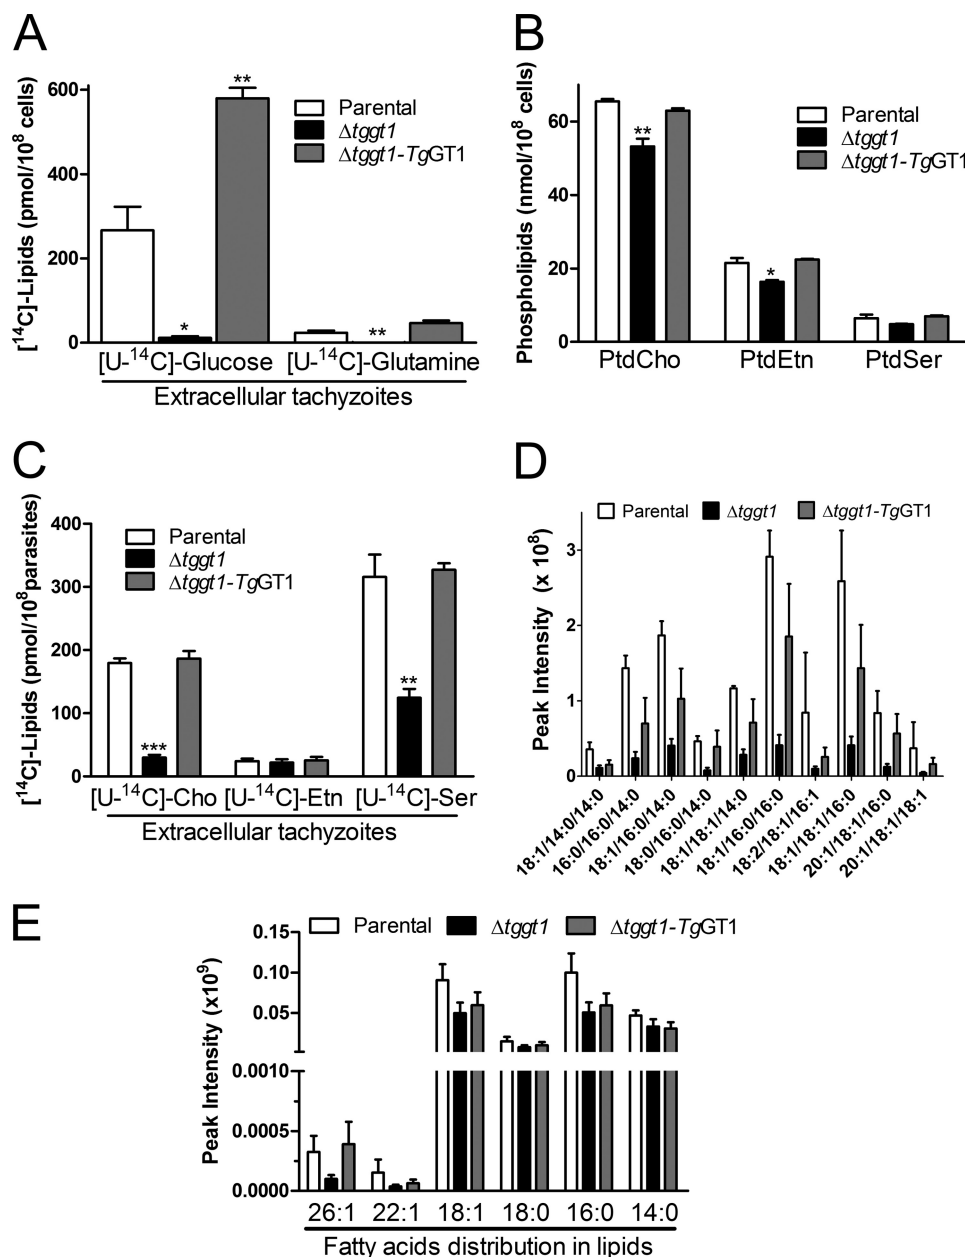 A
[14C]-Lipids (pmol/10^8 cells)
600
400
200
0
**
*
**
Parental
Δtggt1
Δtggt1-TgGT1
[U-14C]-Glucose [U-14C]-Glutamine
Extracellular tachyzoites
B
Phospholipids (nmol/10^8 cells)
60
40
20
0
**
*
Parental
Δtggt1
Δtggt1-TgGT1
PtdCho PtdEtn PtdSer
C
[14C]-Lipids (pmol/10^8parasites)
400
300
200
100
0
Parental
Δtggt1
Δtggt1-TgGT1
***
**
[U-14C]-Cho [U-14C]-Etn [U-14C]-Ser
Extracellular tachyzoites
D
Parental Δtggt1 Δtggt1-TgGT1
Peak Intensity (x 10^8)
3
2
1
0
18:1/14:0/14:0
16:0/16:0/14:0
18:1/16:0/14:0
18:0/16:0/14:0
18:1/18:1/14:0
18:1/16:0/16:0
18:2/18:1/16:1
18:1/18:1/16:0
20:1/18:1/16:0
20:1/18:1/18:1
E
Parental Δtggt1 Δtggt1-TgGT1
Peak Intensity (x10^9)
0.15
0.10
0.05
0.0010
0.0005
0.0000
26:1 22:1 18:1 18:0 16:0 14:0
Fatty acids distribution in lipids